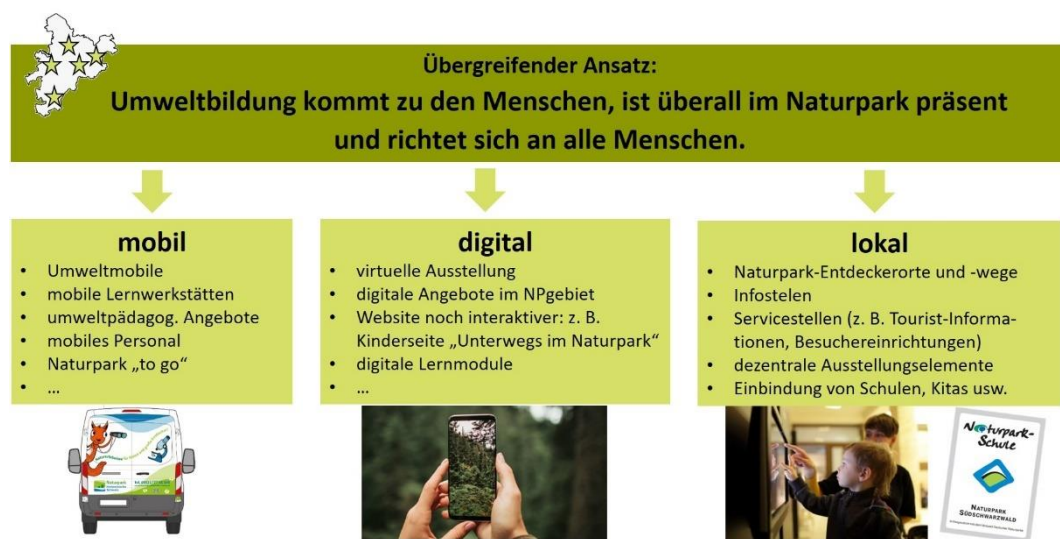 Übergreifender Ansatz:
Umweltbildung kommt zu den Menschen, ist überall im Naturpark präsent
und richtet sich an alle Menschen.
mobil
• Umweltmobile
• mobile Lernwerkstätten
• umweltpädagog. Angebote
• mobiles Personal
• Naturpark „to go“
• ...
digital
• virtuelle Ausstellung
• digitale Angebote im NPgebiet
• Website noch interaktiver: z. B.
Kinderseite „Unterwegs im Naturpark“
• digitale Lernmodule
• ...
lokal
• Naturpark-Entdeckerorte und -wege
• Infostelen
• Servicestellen (z. B. Tourist-Informa-
tionen, Besuchereinrichtungen)
• dezentrale Ausstellungselemente
• Einbindung von Schulen, Kitas usw.
Naturpark
Naturpark-
Schule
NATURPARK
SÜDSCHWARZWALD